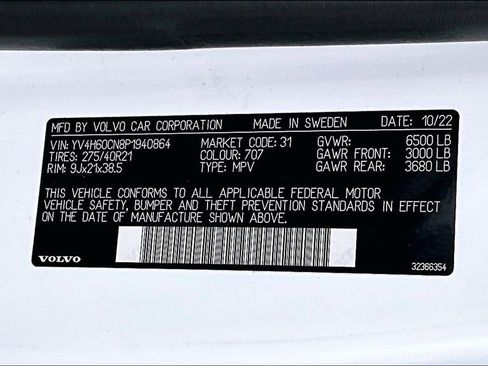 MFD BY VOLVO CAR CORPORATION MADE IN SWEDEN DATE: 10/22
VIN: YV4H60CN8P1940864 MARKET CODE: 31 GVWR: 6500 LB
TIRES: 275/40R21 COLOUR: 707 GAWR FRONT: 3000 LB
RIM: 9Jx21x38.5 TYPE: MPV GAWR REAR: 3680 LB
THIS VEHICLE CONFORMS TO ALL APPLICABLE FEDERAL MOTOR
VEHICLE SAFETY, BUMPER AND THEFT PREVENTION STANDARDS IN EFFECT
ON THE DATE OF MANUFACTURE SHOWN ABOVE.
VOLVO 32366354